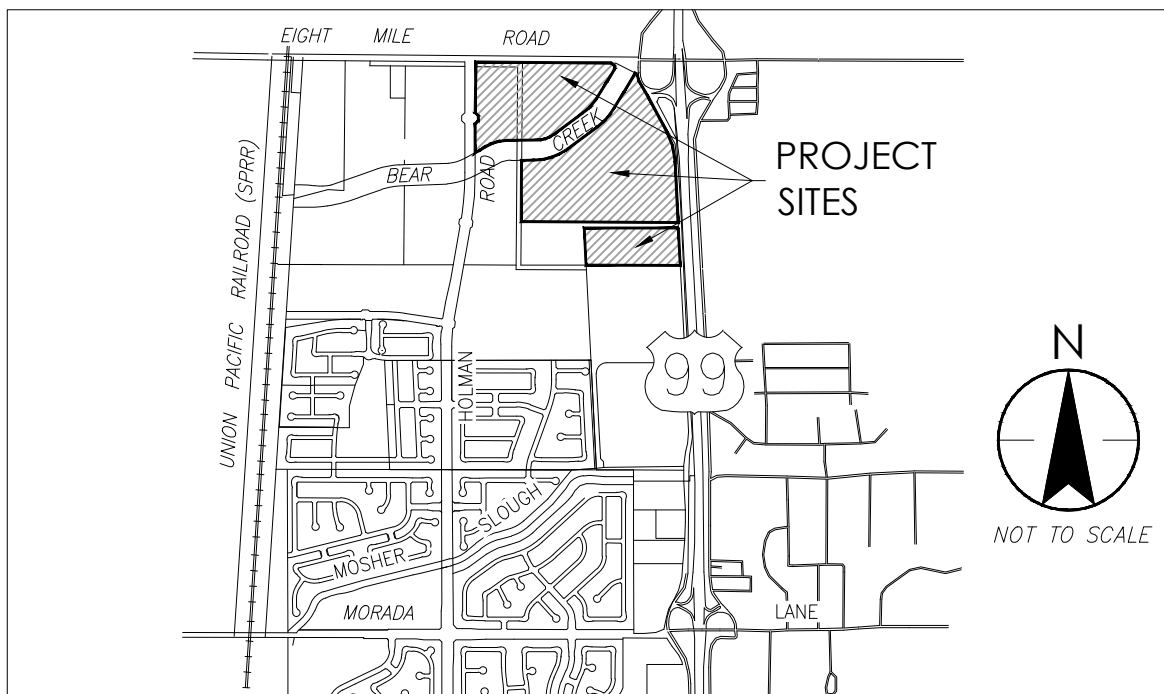 EIGHT MILE ROAD
PROJECT
SITES
BEAR CREEK
ROAD
UNION PACIFIC RAILROAD (SPRR)
99
HOLMAN
N
NOT TO SCALE
MOSHER SLOUGH
MORADA LANE